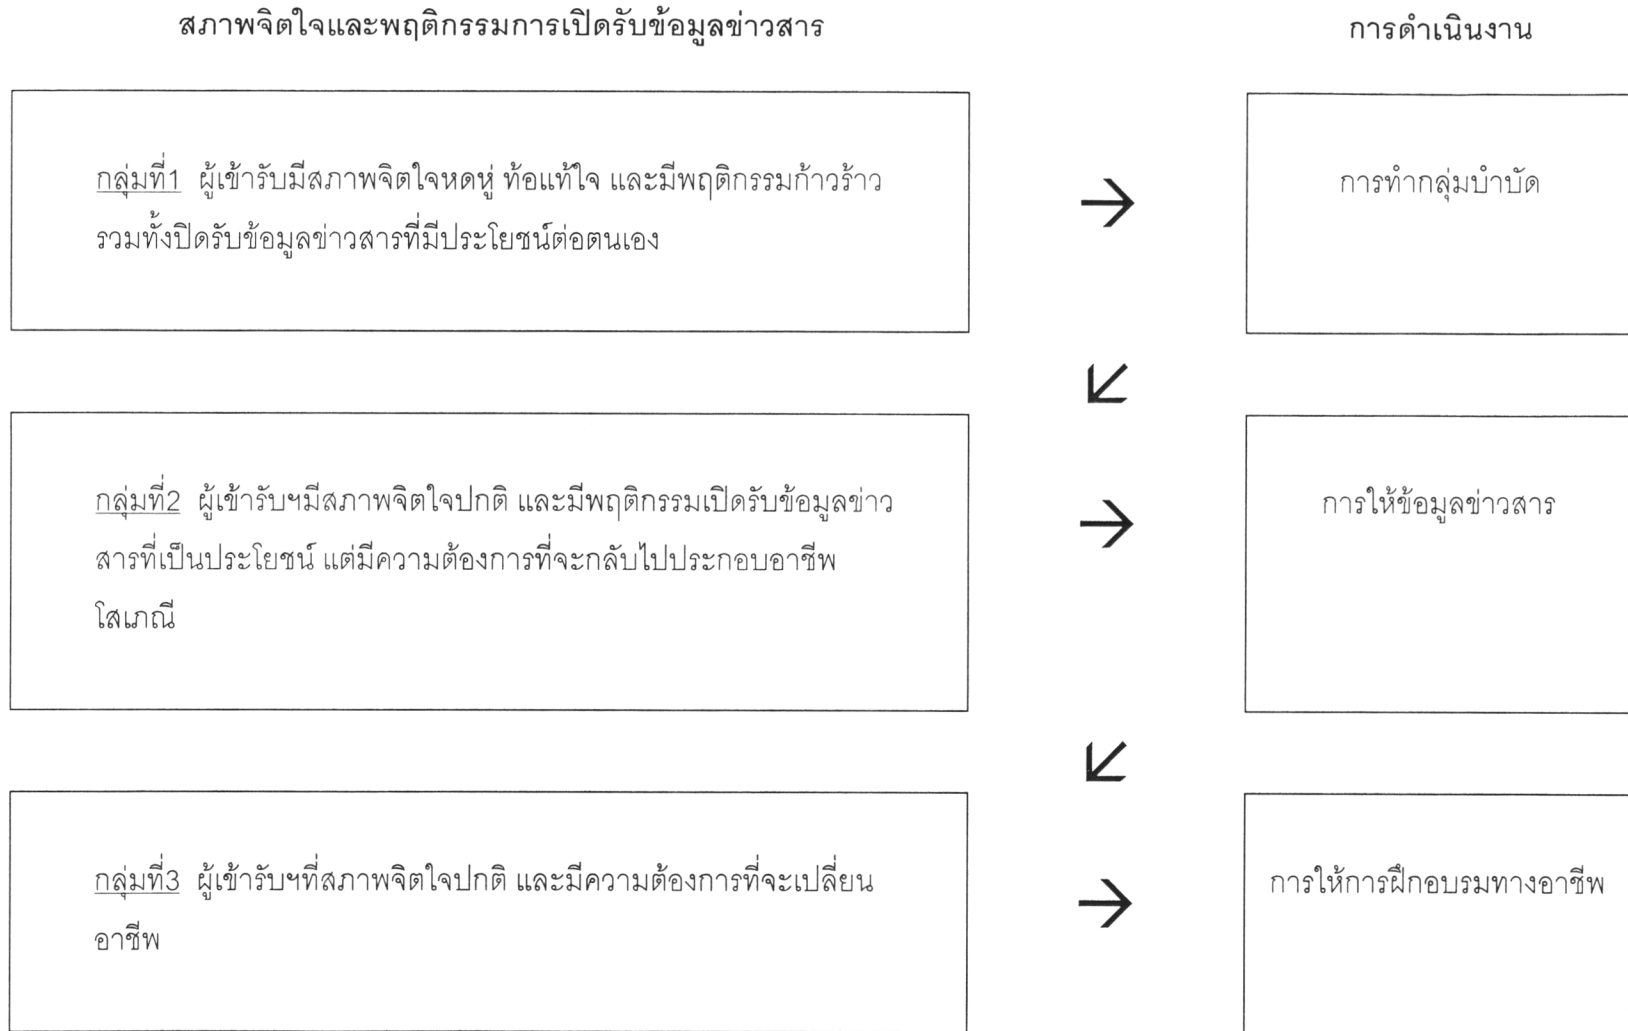 สภาพจิตใจและพฤติกรรมการเปิดรับข้อมูลข่าวสาร
การดำเนินงาน
กลุ่มที่1 ผู้เข้ารับมีสภาพจิตใจหดหู่ ท้อแท้ใจ และมีพฤติกรรมก้าวร้าว
รวมทั้งปิดรับข้อมูลข่าวสารที่มีประโยชน์ต่อตนเอง
→
การทำกลุ่มบำบัด
กลุ่มที่2 ผู้เข้ารับฯมีสภาพจิตใจปกติ และมีพฤติกรรมเปิดรับข้อมูลข่าว
สารที่เป็นประโยชน์ แต่มีความต้องการที่จะกลับไปประกอบอาชีพ
โสเภณี
→
การให้ข้อมูลข่าวสาร
กลุ่มที่3 ผู้เข้ารับฯที่สภาพจิตใจปกติ และมีความต้องการที่จะเปลี่ยน
อาชีพ
→
การให้การฝึกอบรมทางอาชีพ